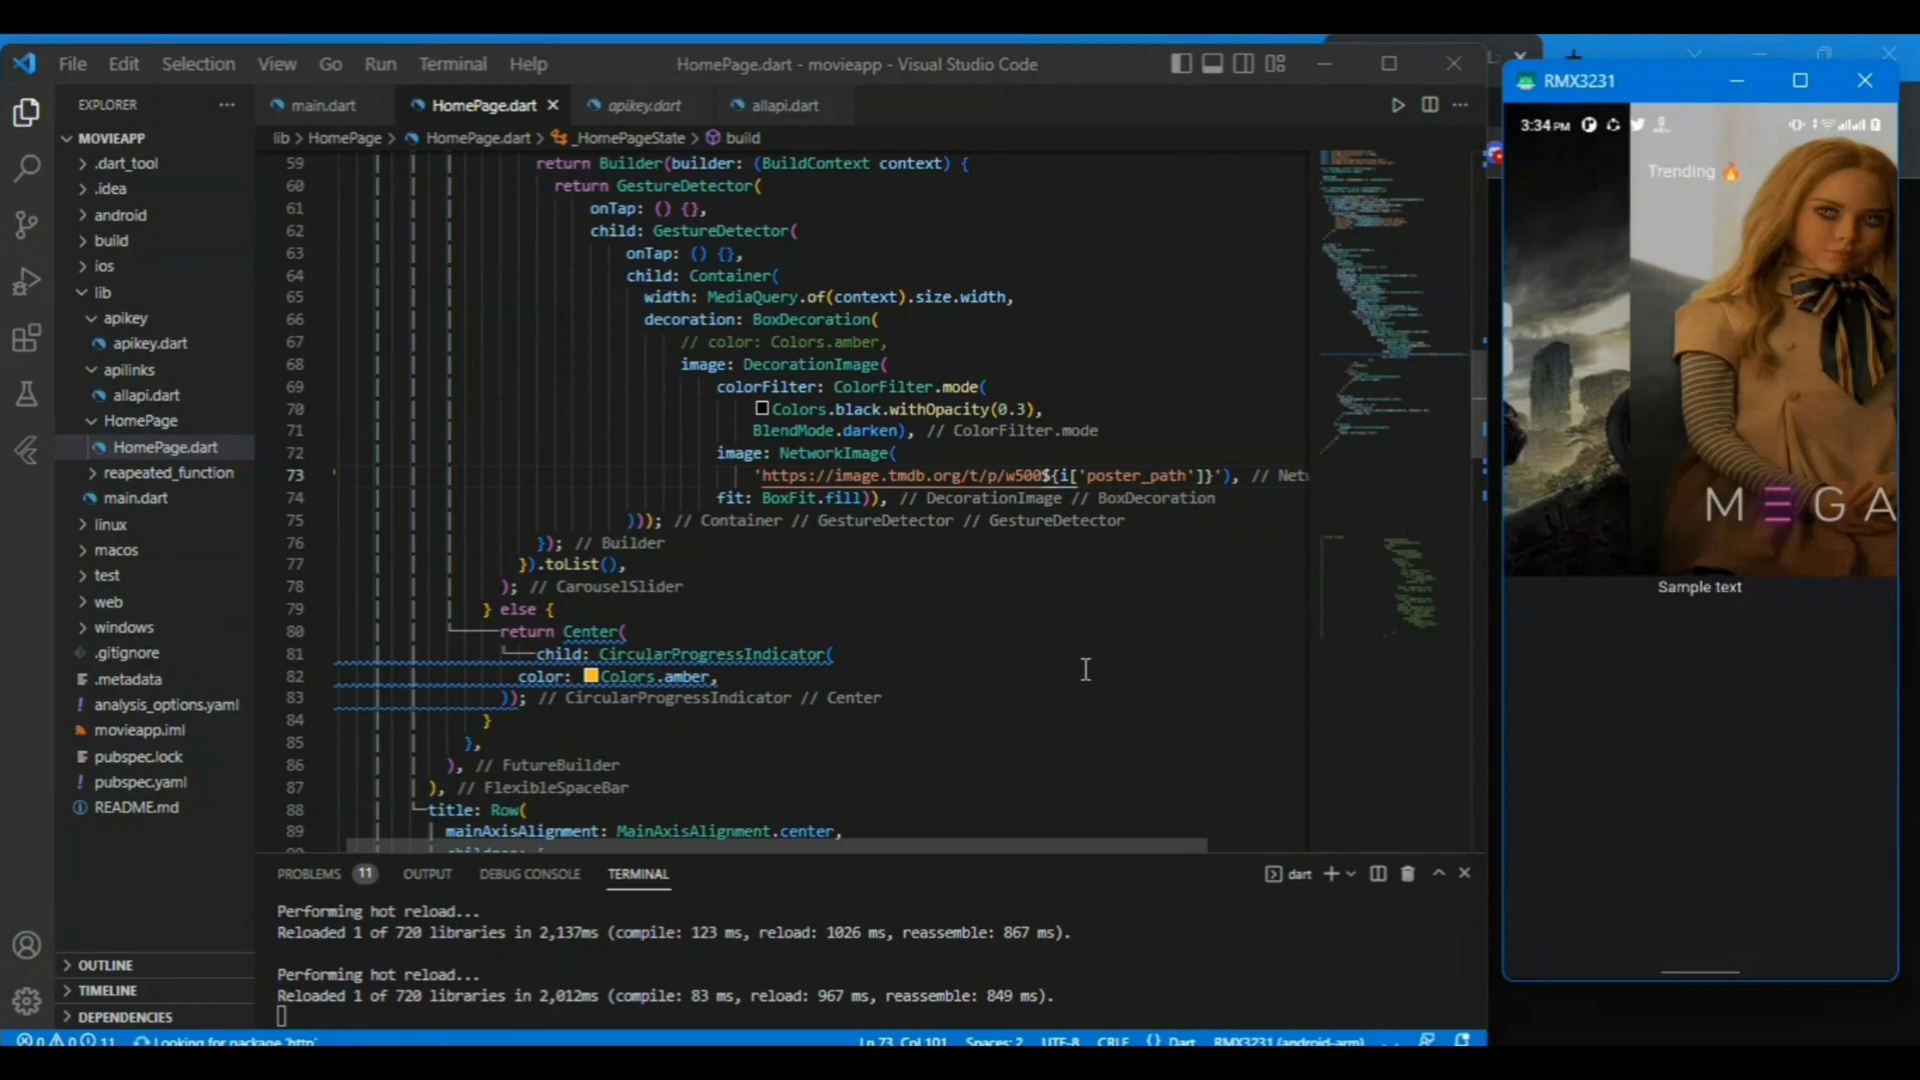 File Edit Selection View Go Run Terminal Help
HomePage.dart - movieapp - Visual Studio Code
EXPLORER
MOVIEAPP
.dart_tool
.idea
android
build
ios
lib
apikey
apikey.dart
apilinks
allapi.dart
HomePage
HomePage.dart
reapeated_function
main.dart
linux
macos
test
web
windows
.gitignore
.metadata
analysis_options.yaml
movieapp.iml
pubspec.lock
pubspec.yaml
README.md
OUTLINE
TIMELINE
DEPENDENCIES
main.dart HomePage.dart apikey.dart allapi.dart
lib > HomePage > HomePage.dart > _HomePageState > build
59 return Builder(builder: (BuildContext context) {
60 return GestureDetector(
61 onTap: () {},
62 child: GestureDetector(
63 onTap: () {},
64 child: Container(
65 width: MediaQuery.of(context).size.width,
66 decoration: BoxDecoration(
67 // color: Colors.amber,
68 image: DecorationImage(
69 colorFilter: ColorFilter.mode(
70 Colors.black.withOpacity(0.3),
71 BlendMode.darken), // ColorFilter.mode
72 image: NetworkImage(
73 'https://image.tmdb.org/t/p/w500${i['poster_path']}'), // Net
74 fit: BoxFit.fill)), // DecorationImage // BoxDecoration
75 ))); // Container // GestureDetector // GestureDetector
76 }); // Builder
77 }).toList(),
78 ); // CarouselSlider
79 } else {
80 return Center(
81 child: CircularProgressIndicator(
82 color: Colors.amber,
83 )); // CircularProgressIndicator // Center
84 }
85 },
86 ), // FutureBuilder
87 ), // FlexibleSpaceBar
88 title: Row(
89 mainAxisAlignment: MainAxisAlignment.center,
PROBLEMS 11 OUTPUT DEBUG CONSOLE TERMINAL
dart
Performing hot reload...
Reloaded 1 of 720 libraries in 2,137ms (compile: 123 ms, reload: 1026 ms, reassemble: 867 ms).
Performing hot reload...
Reloaded 1 of 720 libraries in 2,012ms (compile: 83 ms, reload: 967 ms, reassemble: 849 ms).
0 0 11 Looking for package 'http'
Ln 73, Col 101 Spaces: 2 UTF-8 CRLF {} Dart RMX3231 (android-arm)
RMX3231
3:34 PM
Trending 🔥
M Ξ G A
Sample text